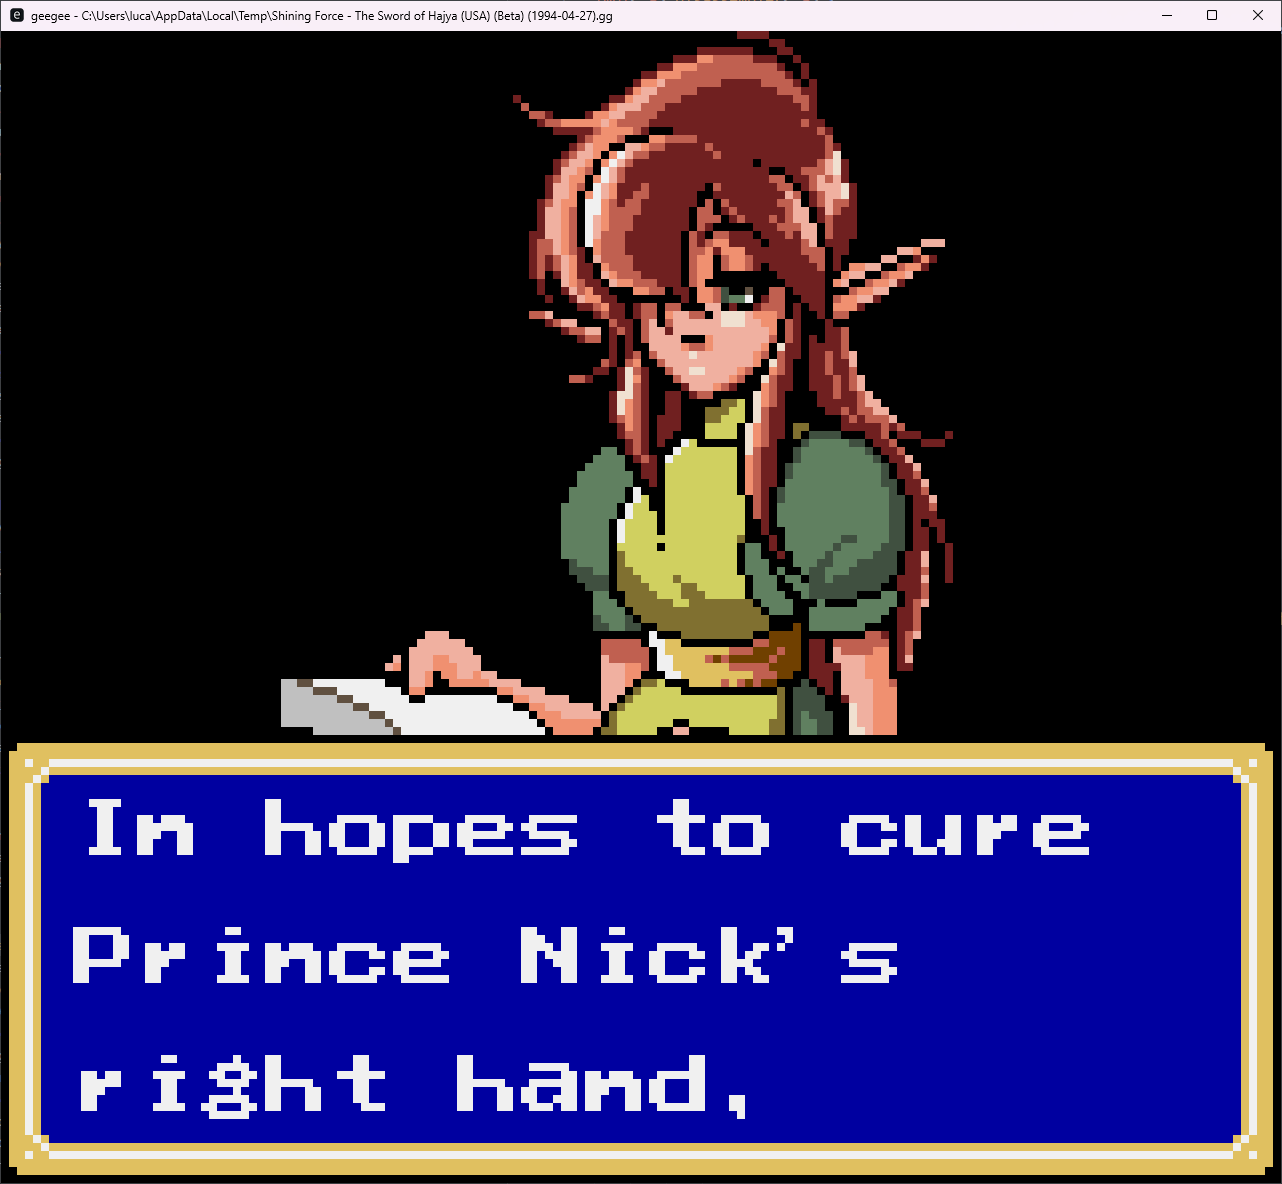 geegee - C:\Users\luca\AppData\Local\Temp\Shining Force - The Sword of Hajya (USA) (Beta) (1994-04-27).gg
In hopes to cure
Prince Nick's
right hand,